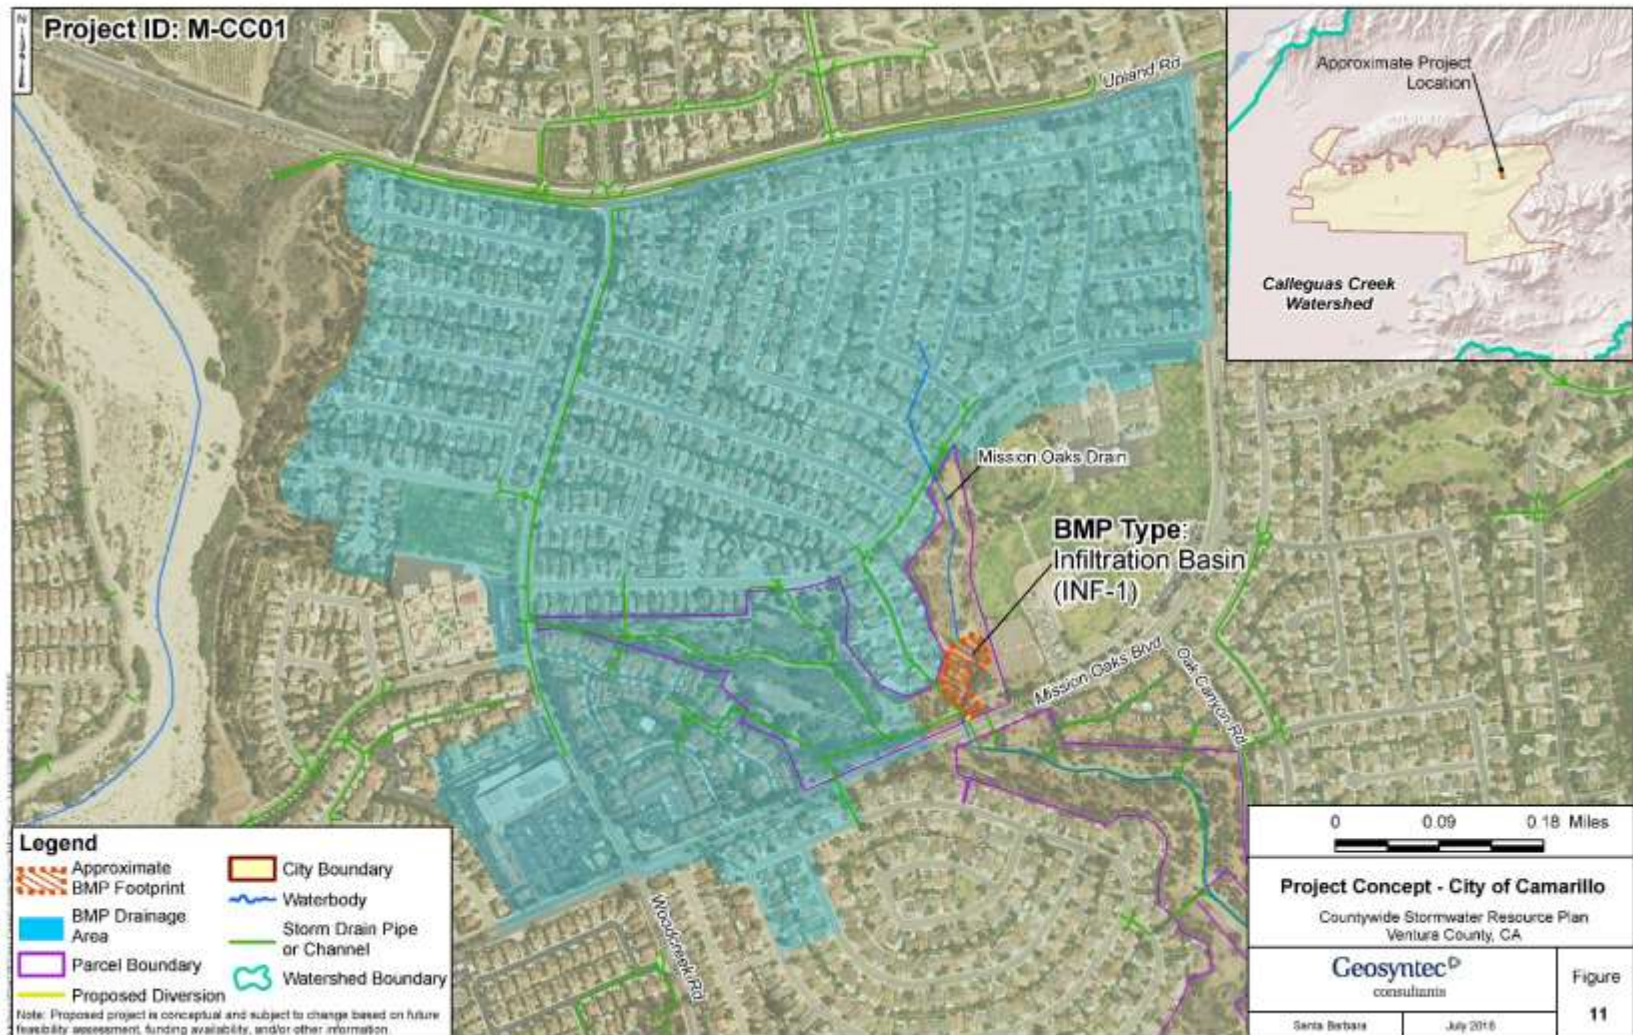 N
Project ID: M-CC01
Upland Rd
Approximate Project
Location
Calleguas Creek
Watershed
Mission Oaks Drain
BMP Type:
Infiltration Basin
(INF-1)
Mission Oaks Blvd
Oak Canyon Rd
Woodcreek Rd
Legend
Approximate
BMP Footprint
BMP Drainage
Area
Parcel Boundary
Proposed Diversion
City Boundary
Waterbody
Storm Drain Pipe
or Channel
Watershed Boundary
Note: Proposed project is conceptual and subject to change based on future
feasibility assessment, funding availability, and/or other information.
0 0.09 0.18 Miles
Project Concept - City of Camarillo
Countywide Stormwater Resource Plan
Ventura County, CA
Geosyntec
consultants
Figure
11
Santa Barbara
July 2016